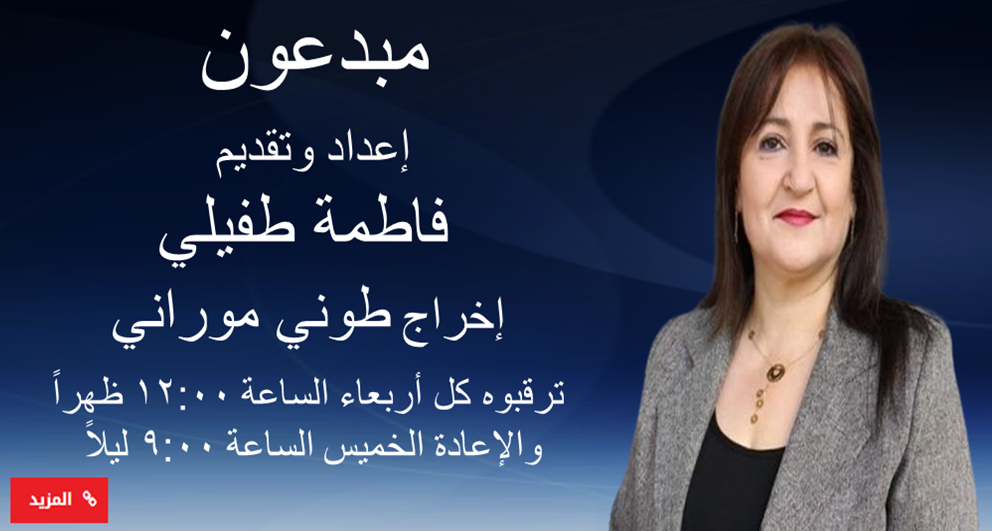 مبدعون
إعداد وتقديم
فاطمة طفيلي
إخراج طوني موراني
ترقبوه كل أربعاء الساعة ١٢:٠٠ ظهراً
والإعادة الخميس الساعة ٩:٠٠ ليلاً
المزيد